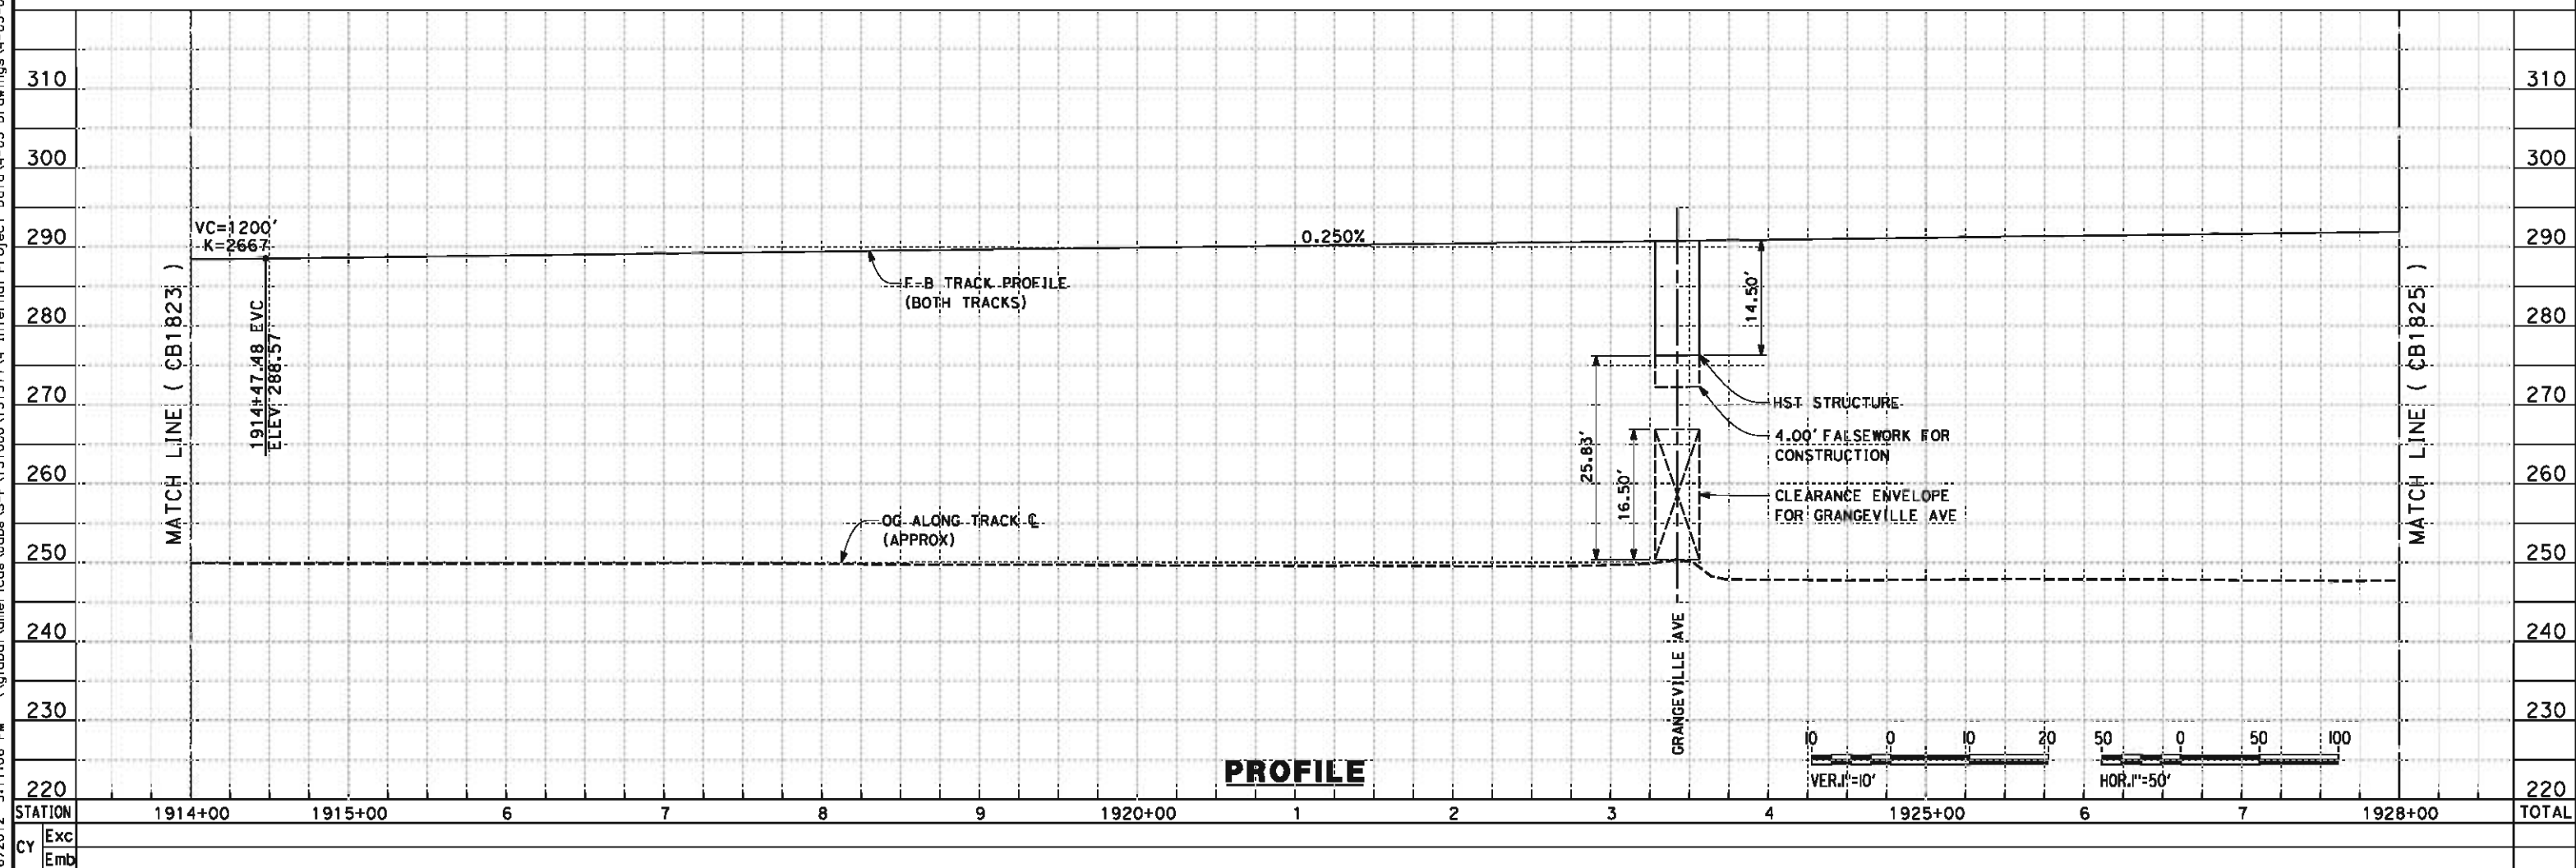 310
300
290
280
270
260
250
240
230
220
MATCH LINE ( CB1823 )
VC=1200'
K=2667
1914+47.48 EVC
ELEV 288.57
F-B TRACK PROFILE
(BOTH TRACKS)
0.250%
OG ALONG TRACK ℄
(APPROX)
25.83'
16.50'
14.50'
HST STRUCTURE
4.00' FALSEWORK FOR
CONSTRUCTION
CLEARANCE ENVELOPE
FOR GRANGEVILLE AVE
GRANGEVILLE AVE
MATCH LINE ( CB1825 )
310
300
290
280
270
260
250
240
230
220
PROFILE
10 0 10 20
VER.1"=10'
50 0 50 100
HOR.1"=50'
STATION 1914+00 1915+00 6 7 8 9 1920+00 1 2 3 4 1925+00 6 7 1928+00 TOTAL
CY Exc
Emb